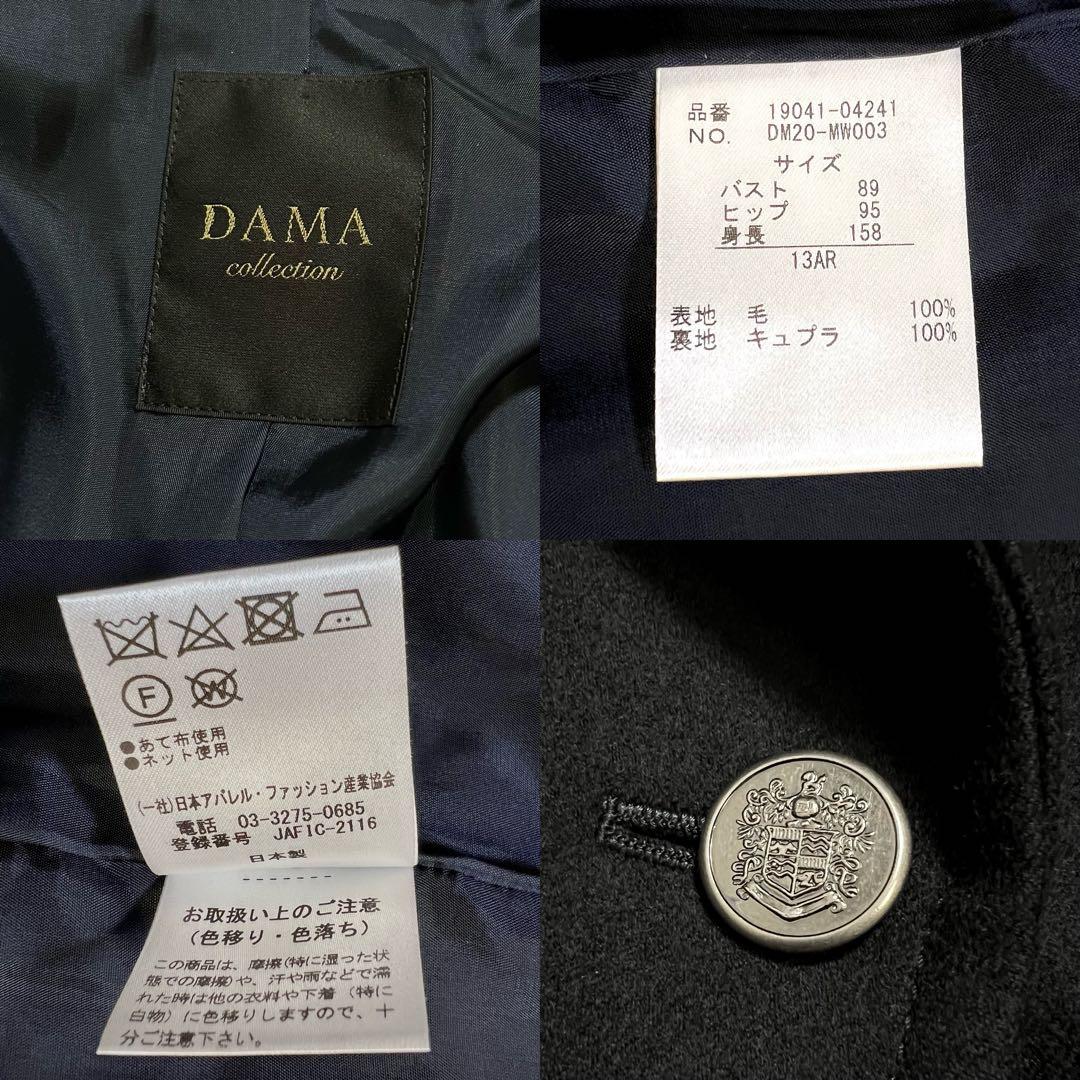 DAMA
collection
品番 19041-04241
NO. DM20-MW003
サイズ
バスト 89
ヒップ 95
身長 158
13AR
表地 毛 100%
裏地 キュプラ 100%
F W
●あて布使用
●ネット使用
(一社)日本アパレル・ファッション産業協会
電話 03-3275-0685
登録番号 JAFIC-2116
日本製
-------
お取扱い上のご注意
(色移り・色落ち)
この商品は、摩擦(特に湿った状
態での摩擦)や、汗や雨などで濡
れた時は他の衣料や下着(特に
白物)に色移りしますので、十
分ご注意下さい。